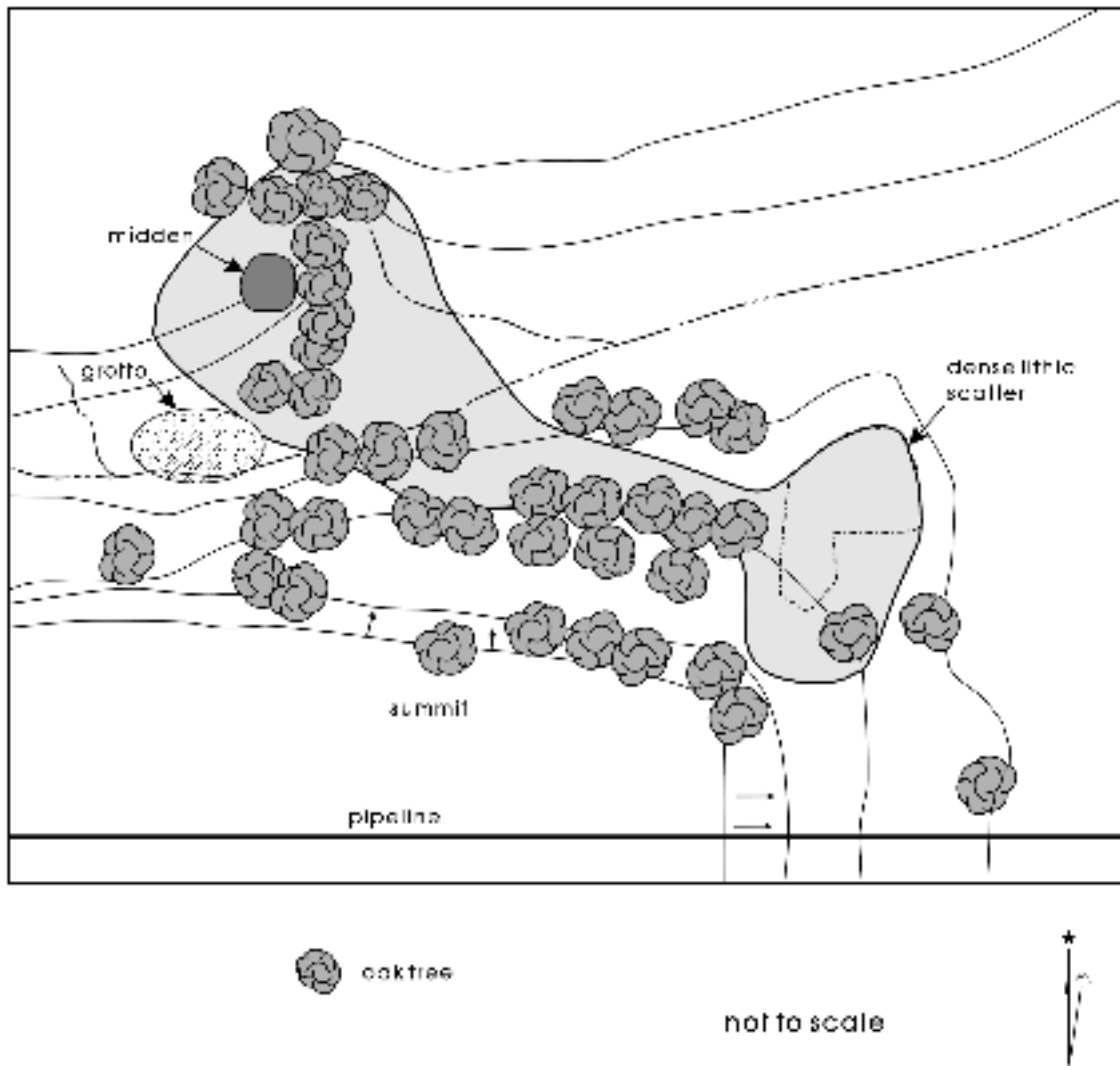 midden
grotto
dense lithic
scatter
summit
pipeline
oak tree
not to scale